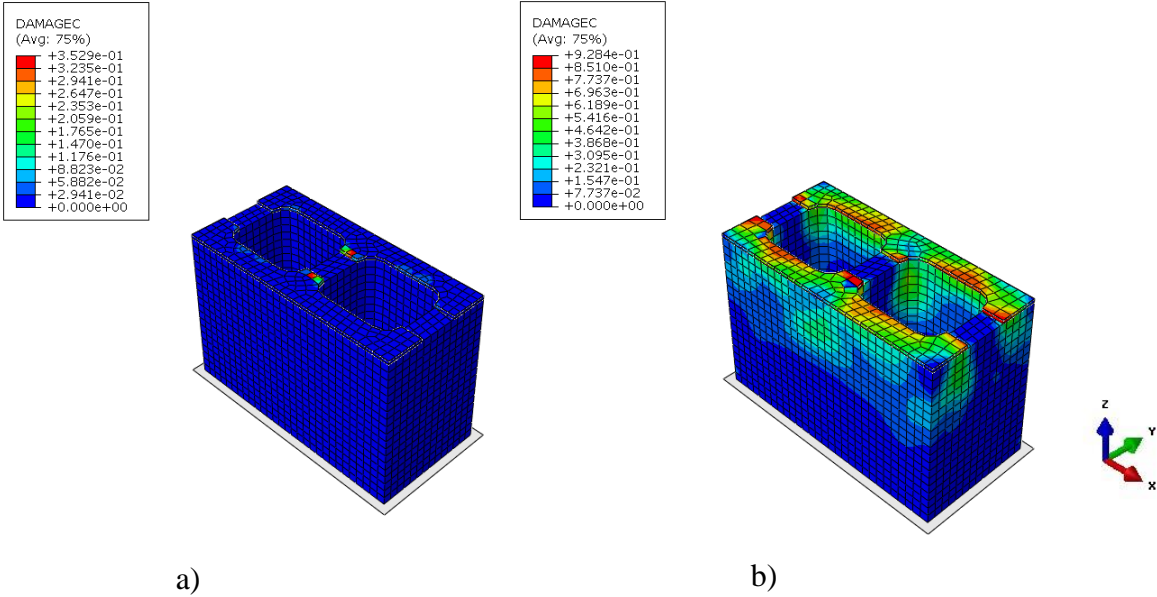 DAMAGEC
(Avg: 75%)
+3.529e-01
+3.235e-01
+2.941e-01
+2.647e-01
+2.353e-01
+2.059e-01
+1.765e-01
+1.470e-01
+1.176e-01
+8.823e-02
+5.882e-02
+2.941e-02
+0.000e+00
DAMAGEC
(Avg: 75%)
+9.284e-01
+8.510e-01
+7.737e-01
+6.963e-01
+6.189e-01
+5.416e-01
+4.642e-01
+3.868e-01
+3.095e-01
+2.321e-01
+1.547e-01
+7.737e-02
+0.000e+00
Z
Y
X
a)
b)